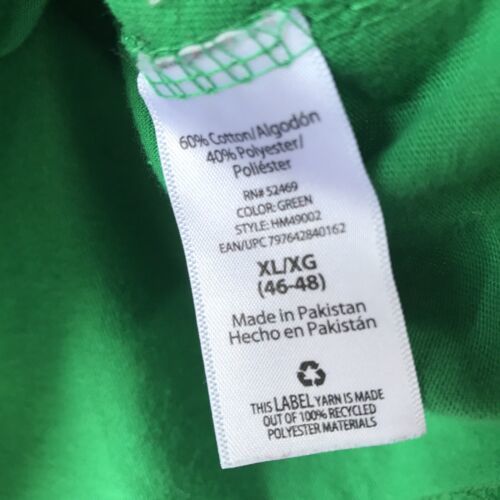 60% Cotton/Algodón
40% Polyester/
Poliéster
RN# 52469
COLOR: GREEN
STYLE: HM49002
EAN/UPC 797642840162
XL/XG
(46-48)
Made in Pakistan
Hecho en Pakistán
THIS LABEL YARN IS MADE
OUT OF 100% RECYCLED
POLYESTER MATERIALS